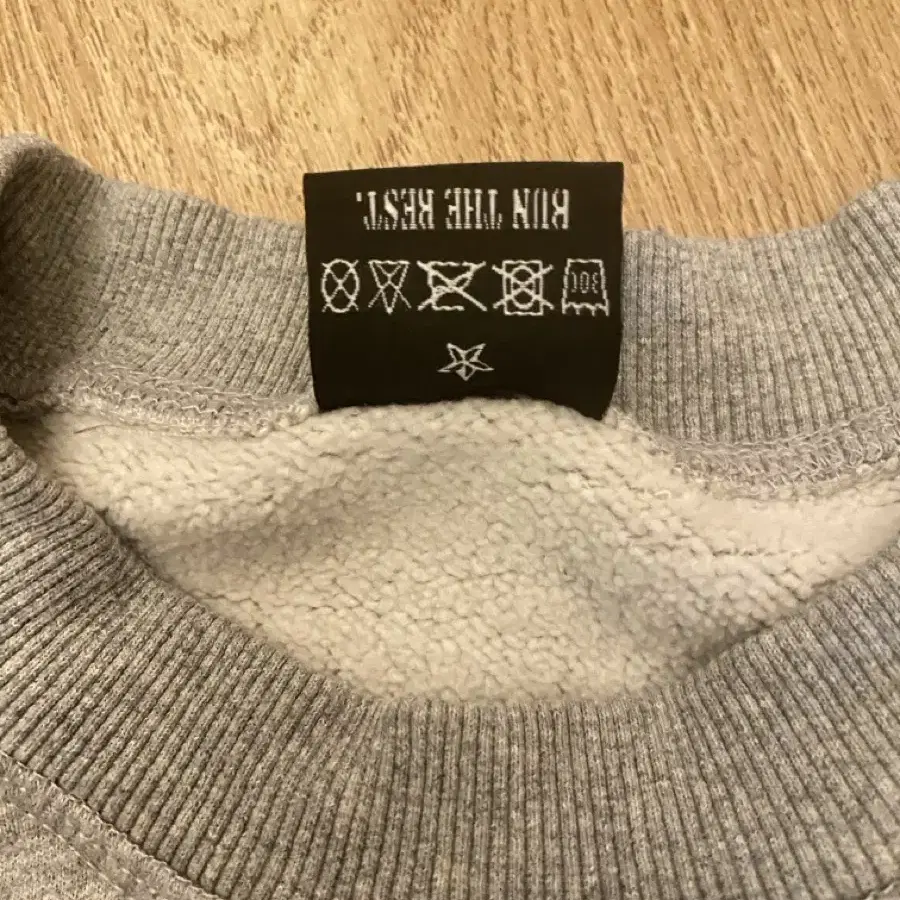 RUN THE REST.
30C